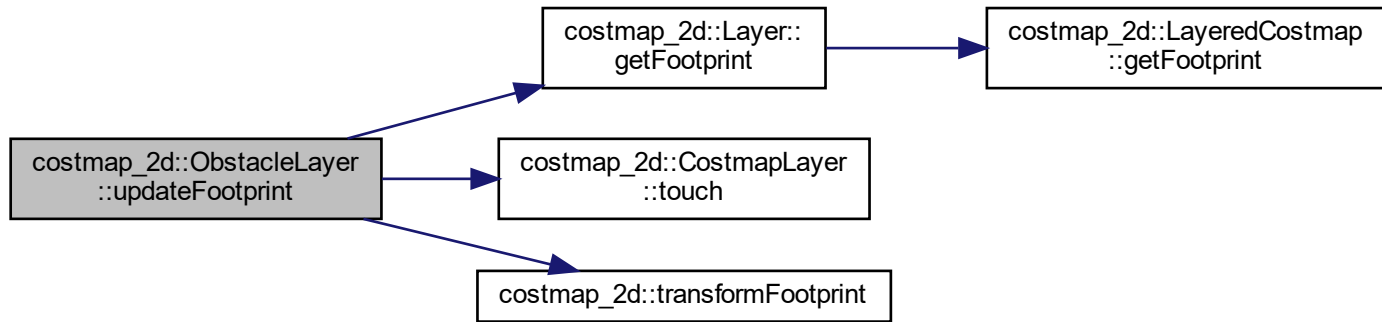 costmap_2d::ObstacleLayer
::updateFootprint
costmap_2d::Layer::
getFootprint
costmap_2d::LayeredCostmap
::getFootprint
costmap_2d::CostmapLayer
::touch
costmap_2d::transformFootprint